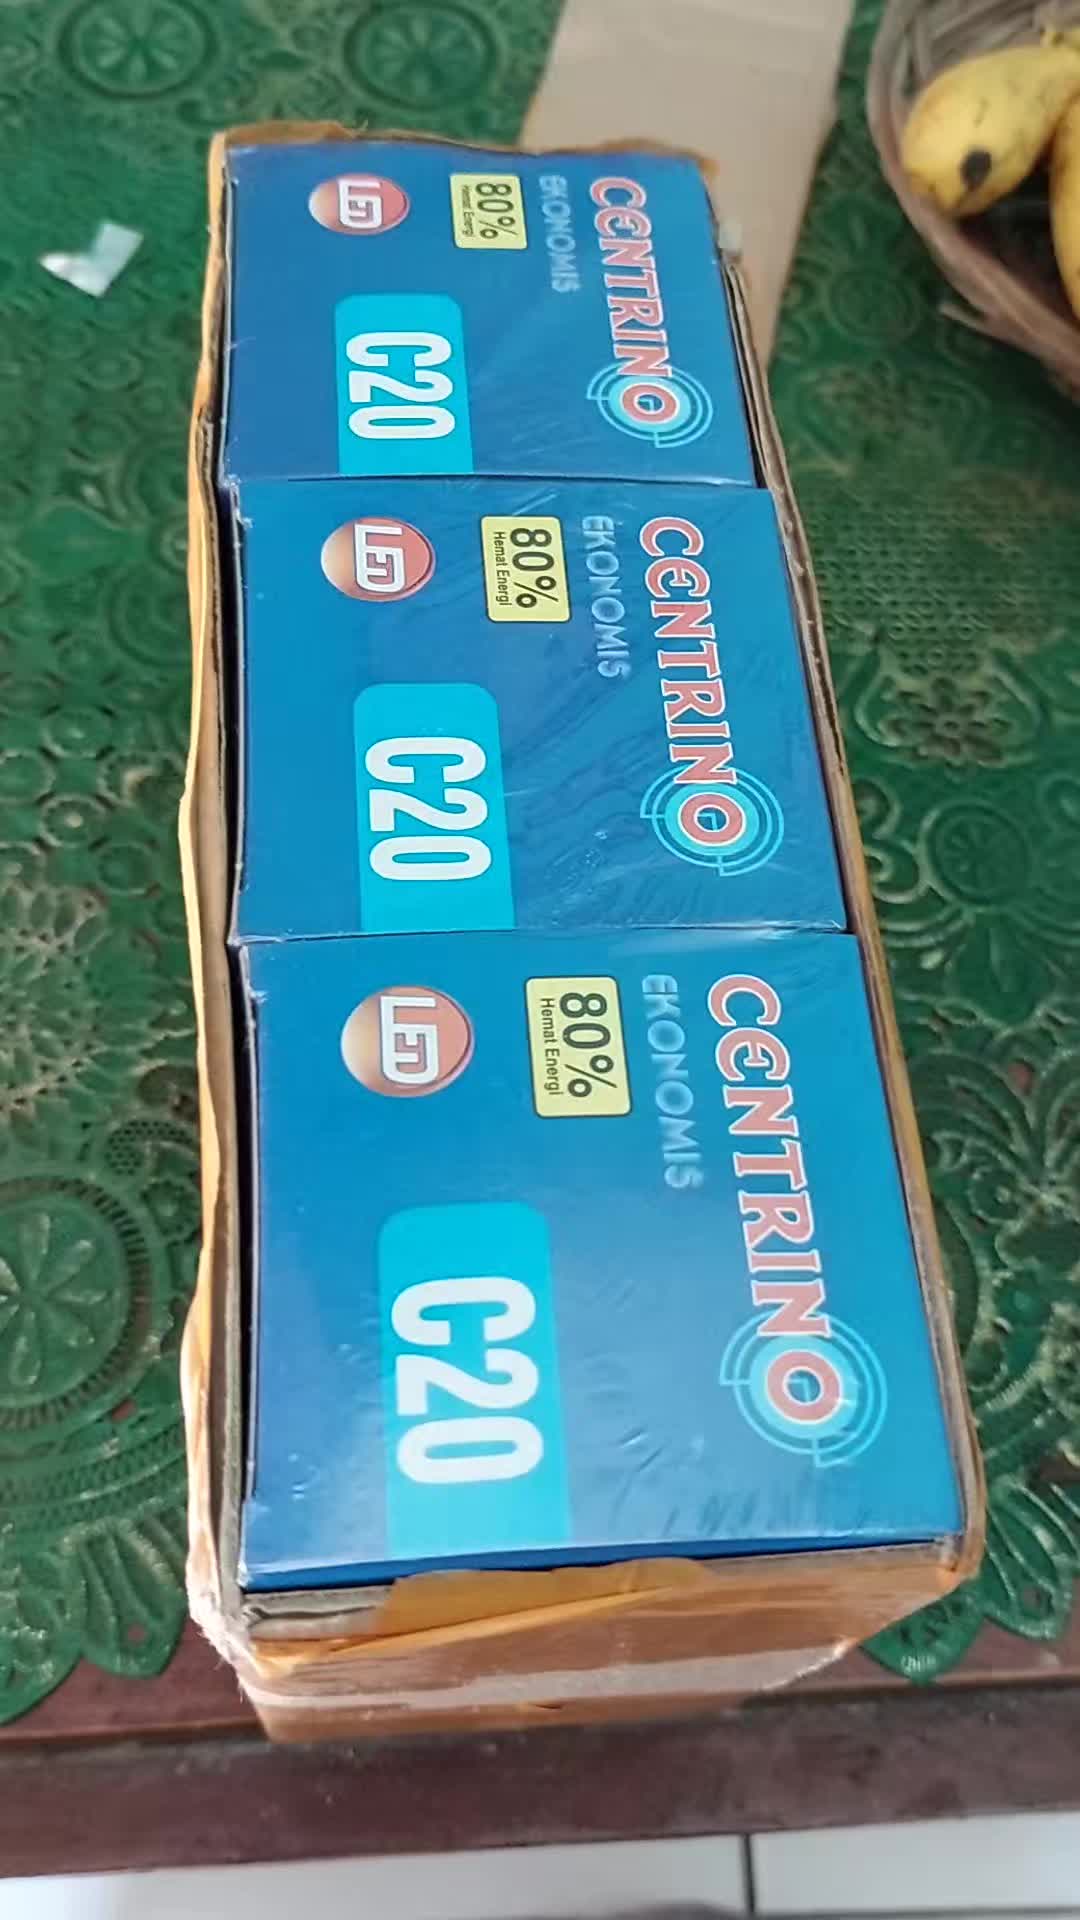 CENTRINO
EKONOMIS
80%
Hemat Energi
LED
C20
CENTRINO
EKONOMIS
80%
Hemat Energi
LED
C20
CENTRINO
EKONOMIS
80%
Hemat Energi
LED
C20